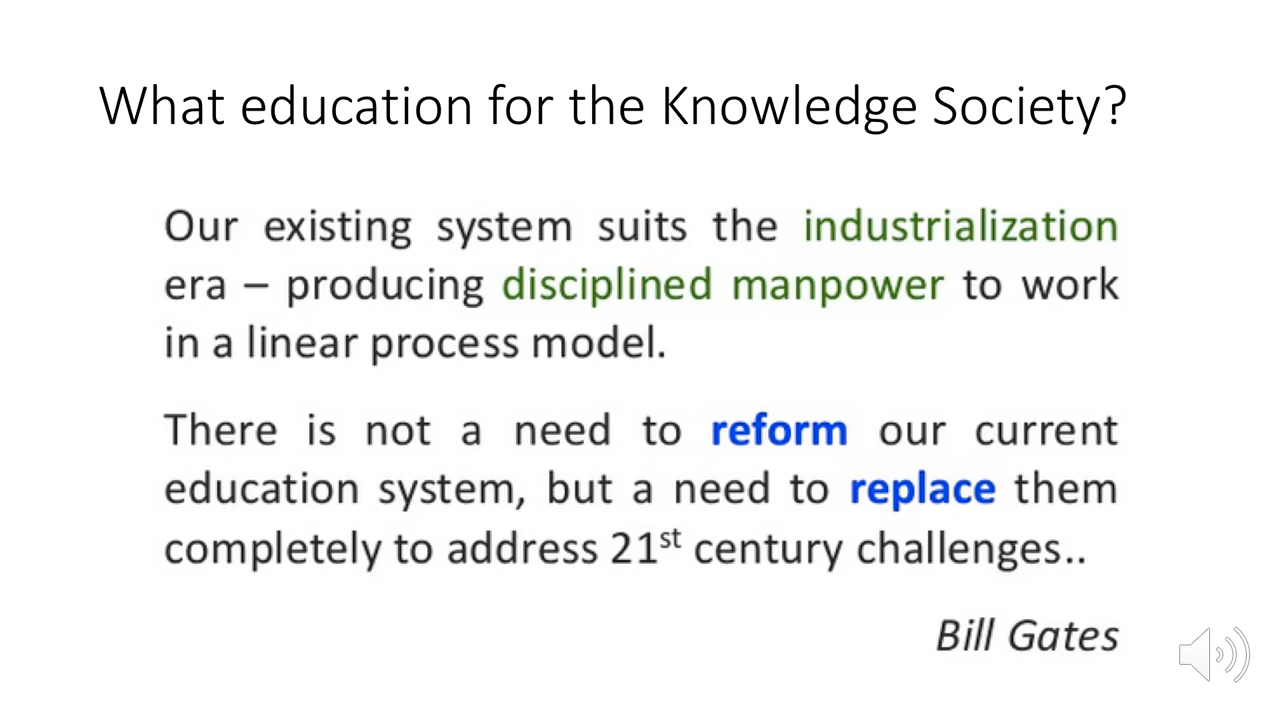 What education for the Knowledge Society?
Our existing system suits the industrialization
era – producing disciplined manpower to work
in a linear process model.
There is not a need to reform our current
education system, but a need to replace them
completely to address 21st century challenges..
Bill Gates